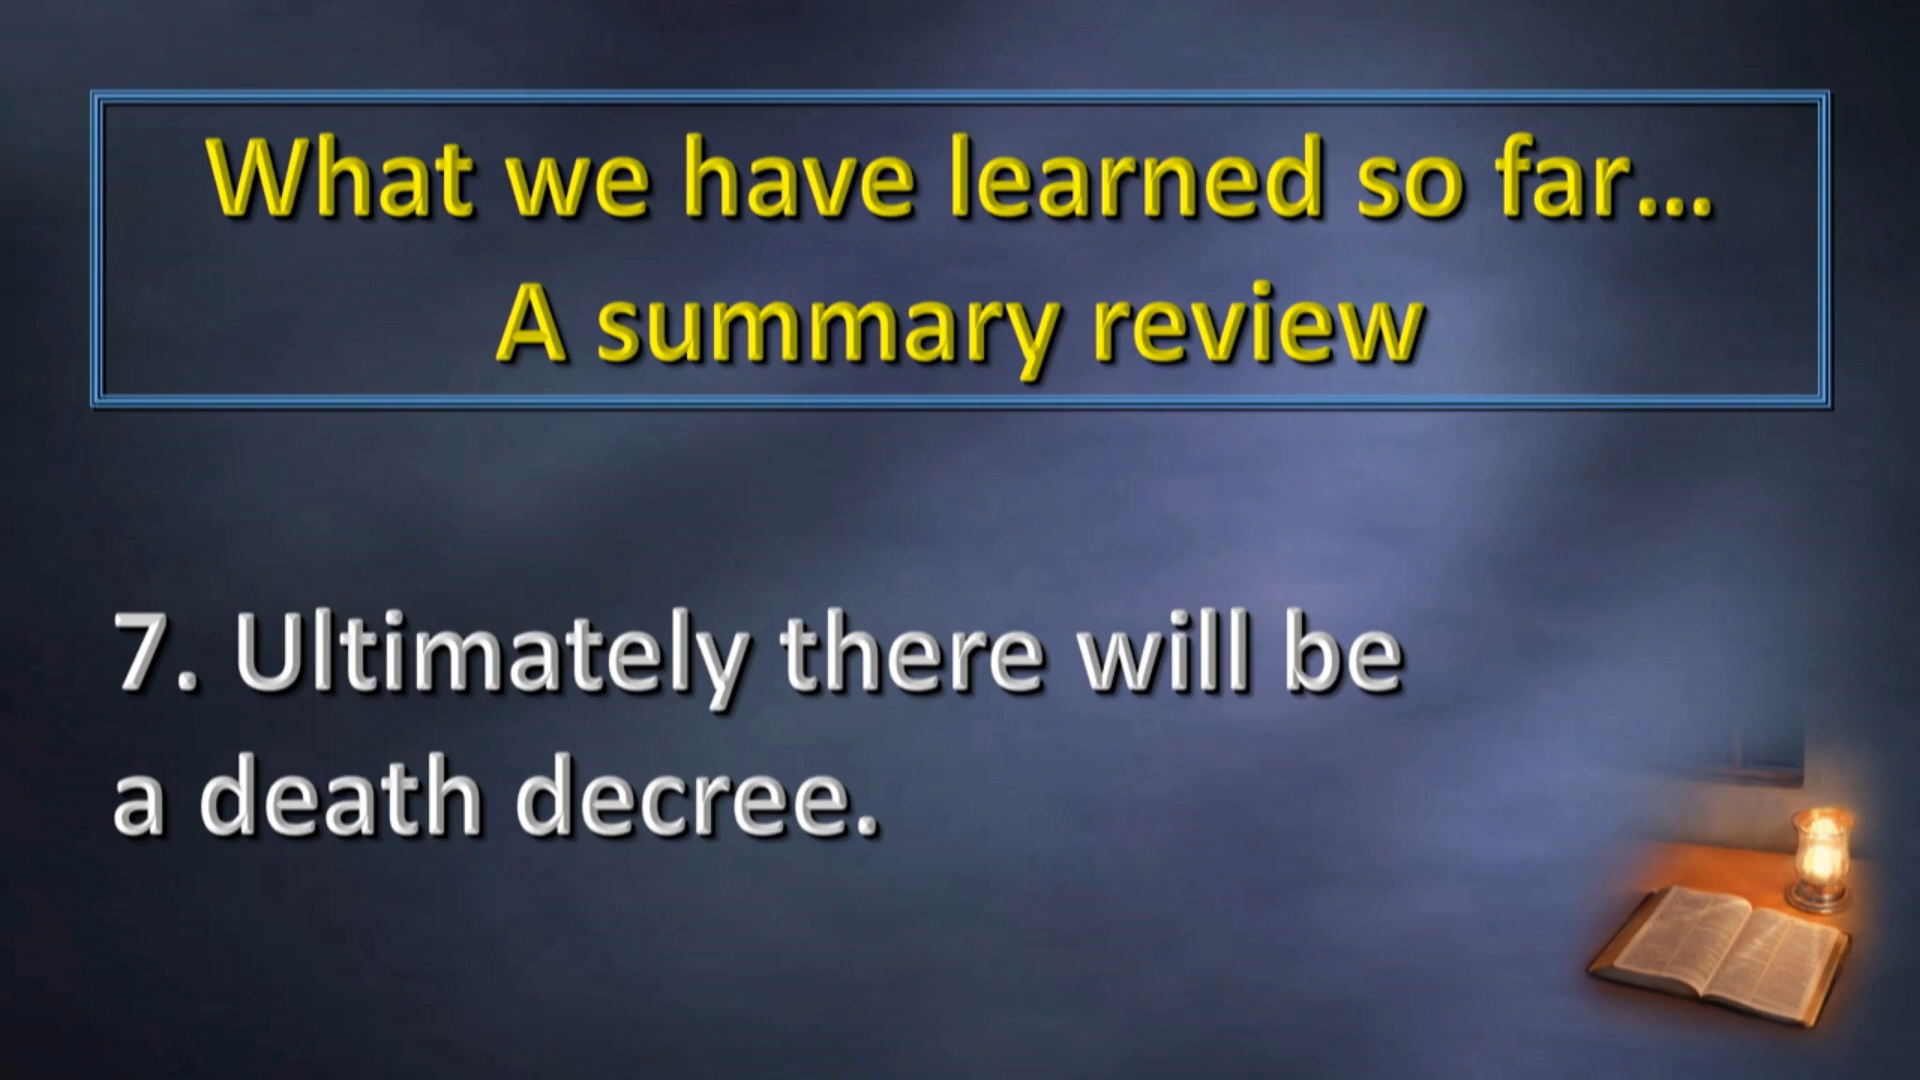 What we have learned so far...
A summary review
7. Ultimately there will be
a death decree.